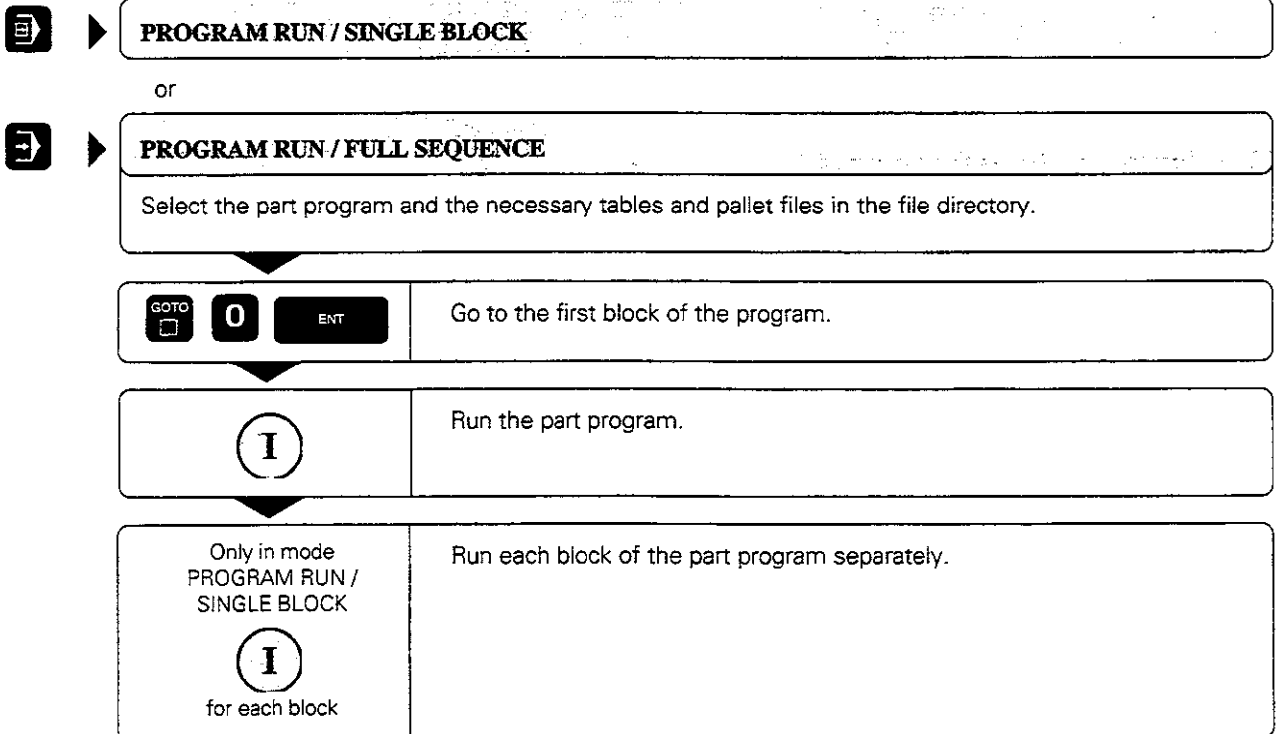 PROGRAM RUN / SINGLE BLOCK
or
PROGRAM RUN / FULL SEQUENCE
Select the part program and the necessary tables and pallet files in the file directory.
GOTO 0 ENT
Go to the first block of the program.
I
Run the part program.
Only in mode
PROGRAM RUN /
SINGLE BLOCK
I
for each block
Run each block of the part program separately.